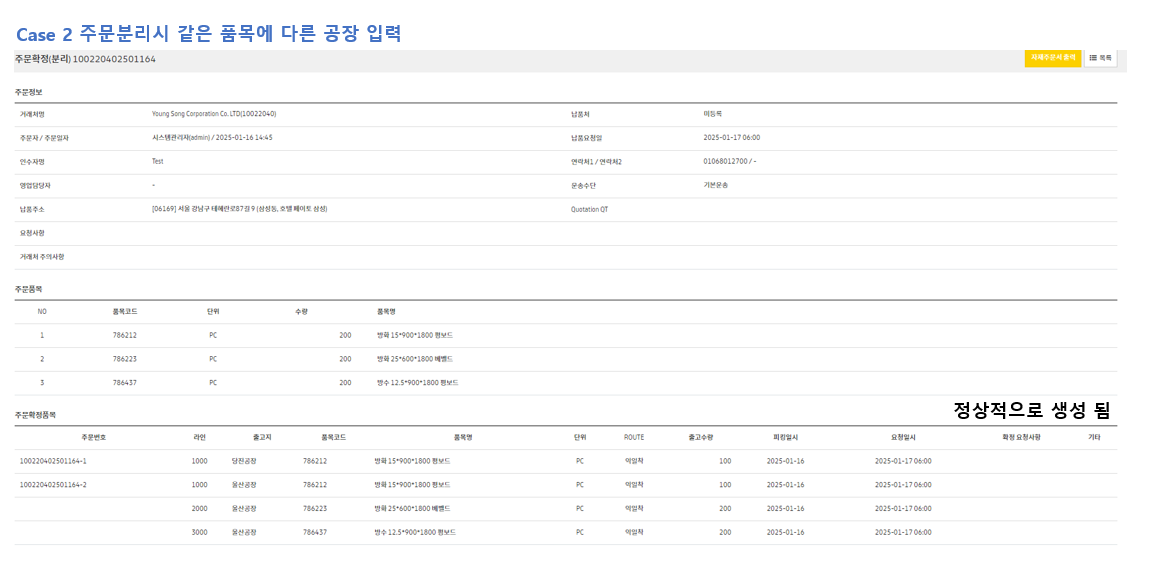 Case 2 주문분리시 같은 품목에 다른 공장 입력
주문확정(분리) 100220402501164 자재주문서 출력 목록
주문정보
거래처명 Young Song Corporation Co. LTD(10022040) 납품처 미등록
주문자 / 주문일자 시스템관리자(admin) / 2025-01-16 14:45 납품요청일 2025-01-17 06:00
인수자명 Test 연락처1 / 연락처2 01068012700 / -
영업담당자 - 운송수단 기본운송
납품주소 [06169] 서울 강남구 테헤란로87길 9 (삼성동, 호텔 페이토 삼성) Quotation QT
요청사항
거래처 주의사항
주문품목
NO 품목코드 단위 수량 품목명
1 786212 PC 200 방화 15*900*1800 평보드
2 786223 PC 200 방화 25*600*1800 베벨드
3 786437 PC 200 방수 12.5*900*1800 평보드
정상적으로 생성 됨
주문확정품목
주문번호 라인 출고지 품목코드 품목명 단위 ROUTE 출고수량 피킹일시 요청일시 확정 요청사항 기타
100220402501164-1 1000 당진공장 786212 방화 15*900*1800 평보드 PC 익일착 100 2025-01-16 2025-01-17 06:00
100220402501164-2 1000 울산공장 786212 방화 15*900*1800 평보드 PC 익일착 100 2025-01-16 2025-01-17 06:00
2000 울산공장 786223 방화 25*600*1800 베벨드 PC 익일착 200 2025-01-16 2025-01-17 06:00
3000 울산공장 786437 방수 12.5*900*1800 평보드 PC 익일착 200 2025-01-16 2025-01-17 06:00